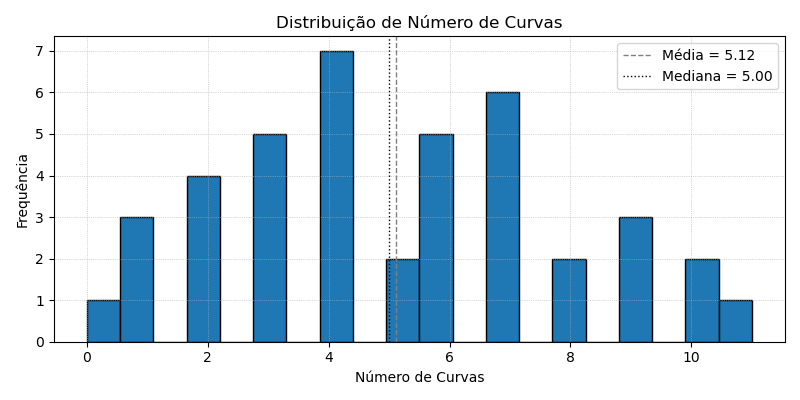 Distribuição de Número de Curvas
Média = 5.12
Mediana = 5.00
Frequência
7
6
5
4
3
2
1
0
0 2 4 6 8 10
Número de Curvas